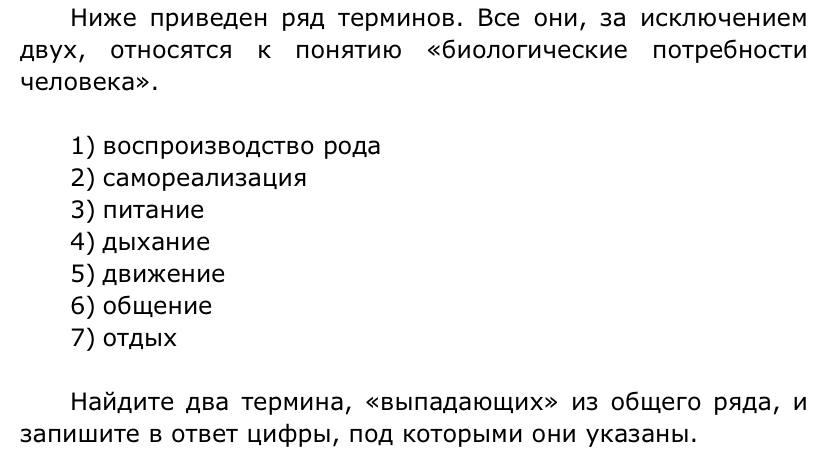 Ниже приведен ряд терминов. Все они, за исключением
двух, относятся к понятию «биологические потребности
человека».
1) воспроизводство рода
2) самореализация
3) питание
4) дыхание
5) движение
6) общение
7) отдых
Найдите два термина, «выпадающих» из общего ряда, и
запишите в ответ цифры, под которыми они указаны.